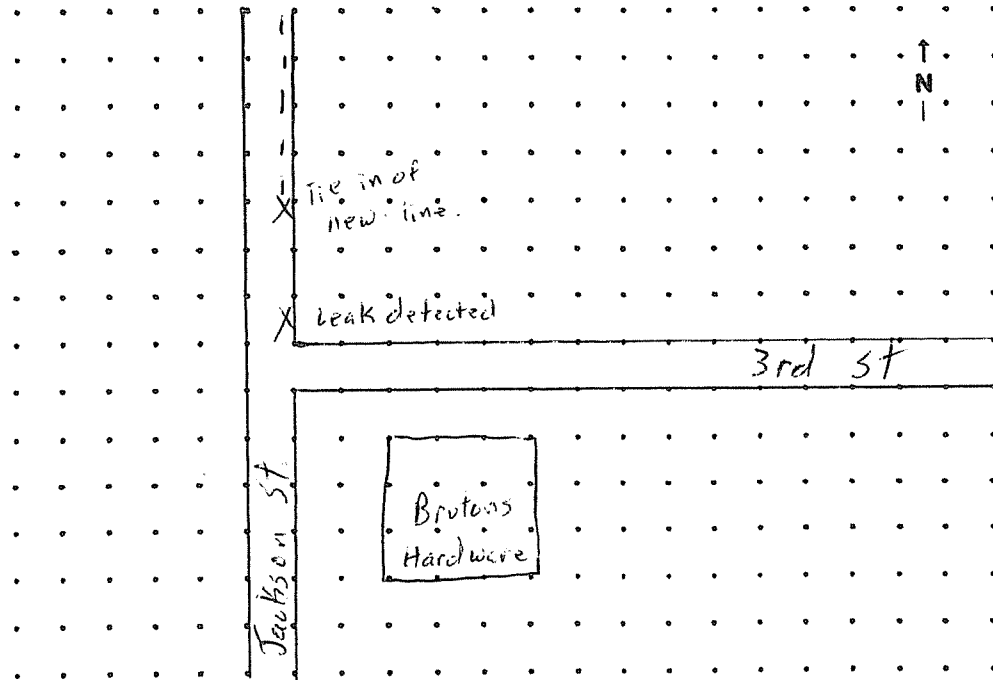 N
Tie in of
new line.
Leak detected
3rd St
Jackson St.
Brutons
Hardware